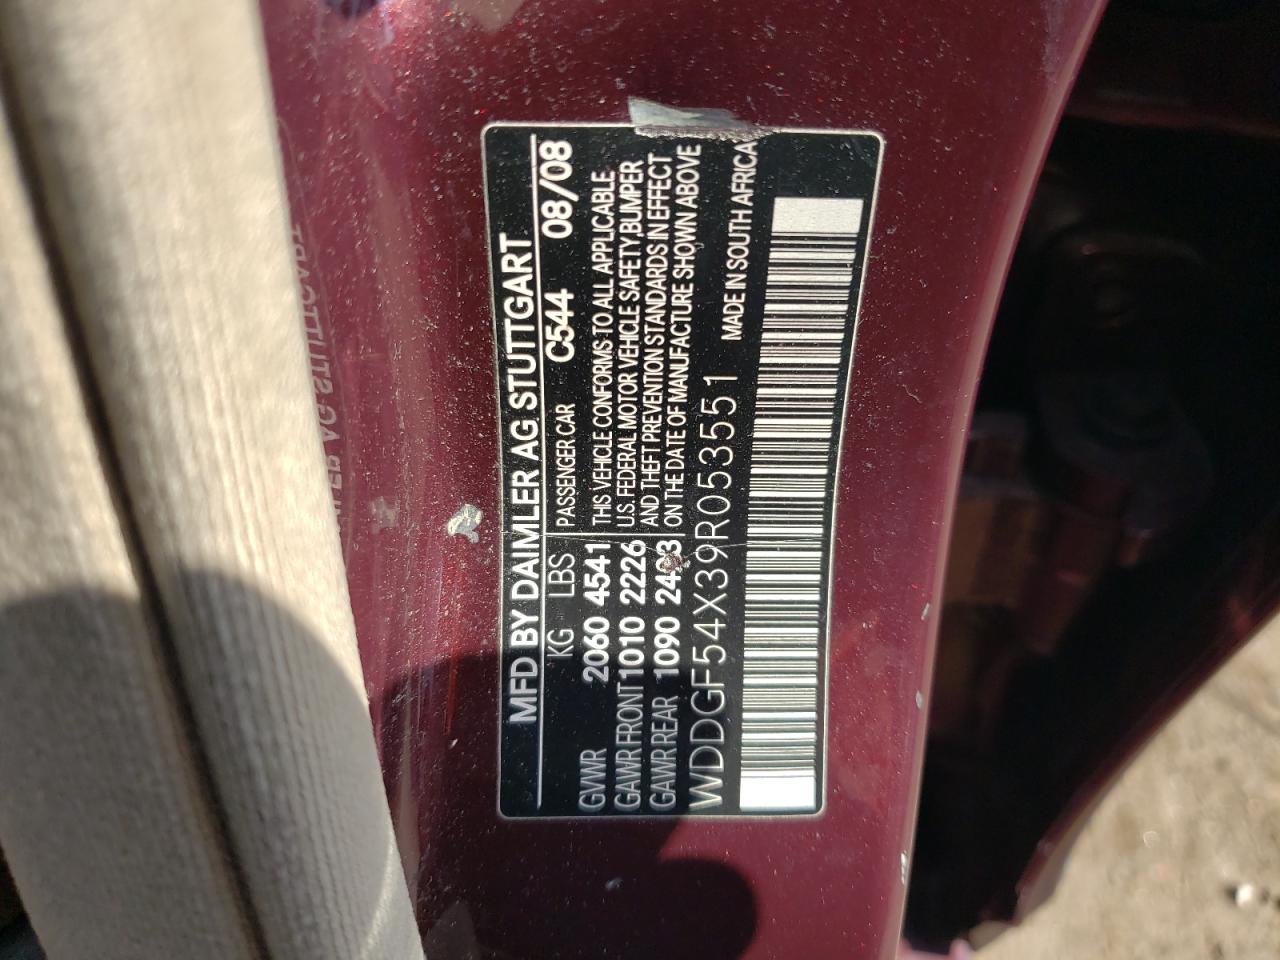 MFD BY DAIMLER AG STUTTGART
KG LBS PASSENGER CAR C544 08/08
GVWR 2060 4541 THIS VEHICLE CONFORMS TO ALL APPLICABLE
GAWR FRONT 1010 2226 U.S. FEDERAL MOTOR VEHICLE SAFETY, BUMPER
GAWR REAR 1090 2403 AND THEFT PREVENTION STANDARDS IN EFFECT
ON THE DATE OF MANUFACTURE SHOWN ABOVE
WDDGF54X39R053551 MADE IN SOUTH AFRICA